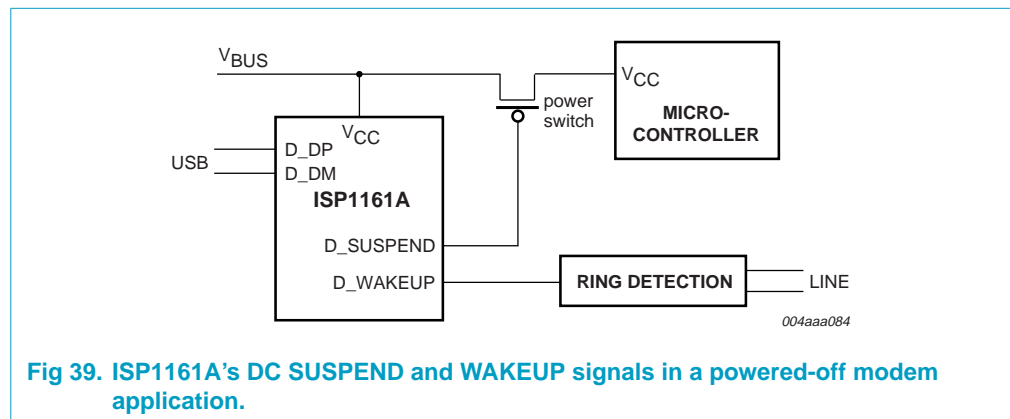 VBUS
VCC
power
switch
MICRO-
CONTROLLER
VCC
USB
D_DP
D_DM
ISP1161A
D_SUSPEND
D_WAKEUP
RING DETECTION
LINE
004aaa084
Fig 39. ISP1161A's DC SUSPEND and WAKEUP signals in a powered-off modem
application.